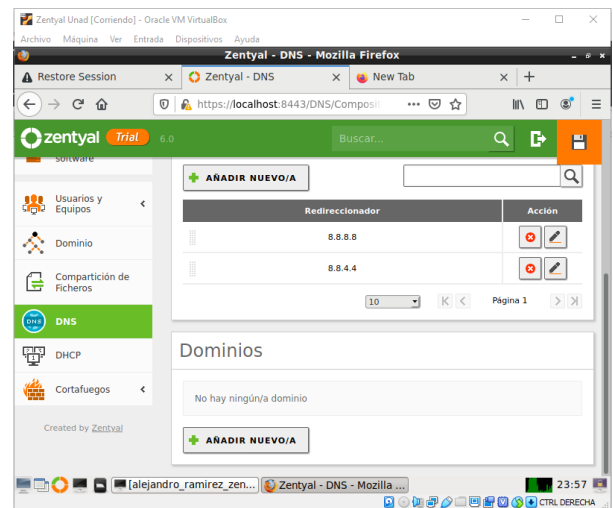 Zentyal Unad [Corriendo] - Oracle VM VirtualBox
Archivo Máquina Ver Entrada Dispositivos Ayuda
Zentyal - DNS - Mozilla Firefox
Restore Session
Zentyal - DNS
New Tab
https://localhost:8443/DNS/Composit
zentyal Trial 6.0
Buscar...
software
AÑADIR NUEVO/A
Usuarios y
Equipos
Redireccionador Acción
8.8.8.8
Dominio
8.8.4.4
Compartición de
Ficheros
10 Página 1
DNS DNS
Dominios
DHCP
No hay ningún/a dominio
Cortafuegos
Created by Zentyal
AÑADIR NUEVO/A
[alejandro_ramirez_zen... Zentyal - DNS - Mozilla ... 23:57
CTRL DERECHA